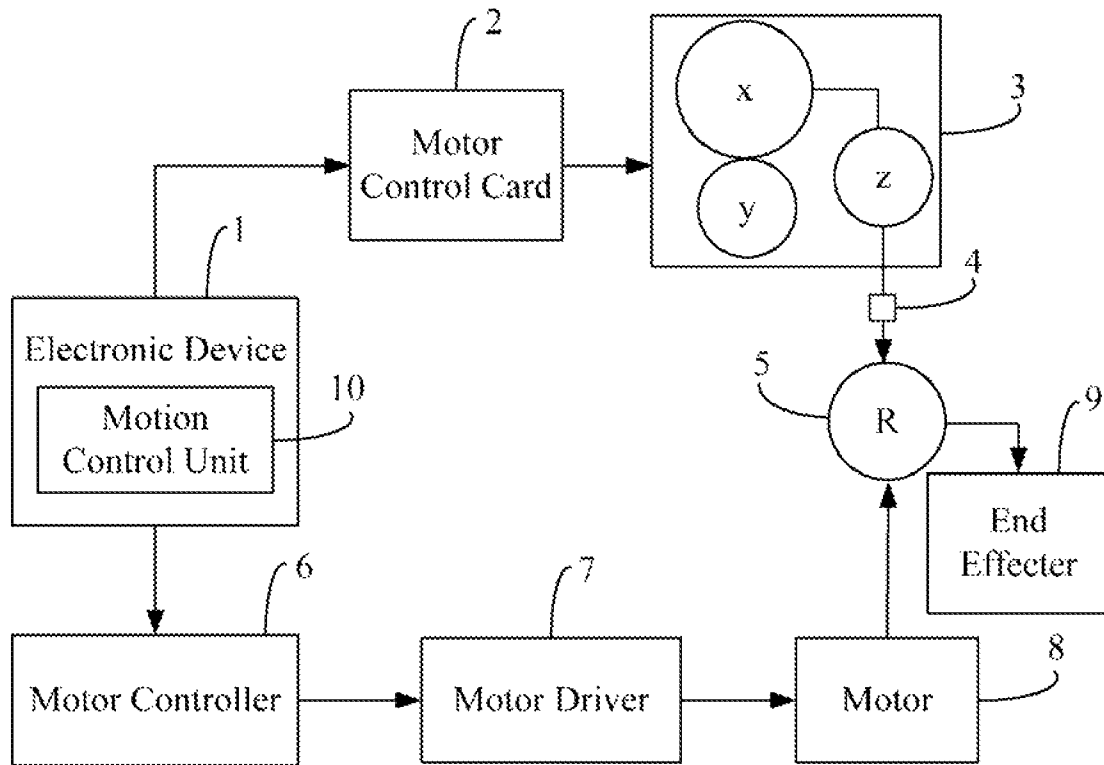 2
x
3
Motor
Control Card
z
y
1
4
Electronic Device
5
10
9
Motion
Control Unit
R
End
Effecter
6
7
8
Motor Controller
Motor Driver
Motor